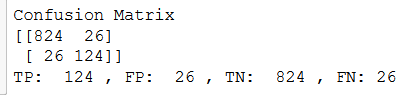 Confusion Matrix
[[824  26]
 [ 26 124]]
TP:  124 , FP:  26 , TN:  824 , FN: 26